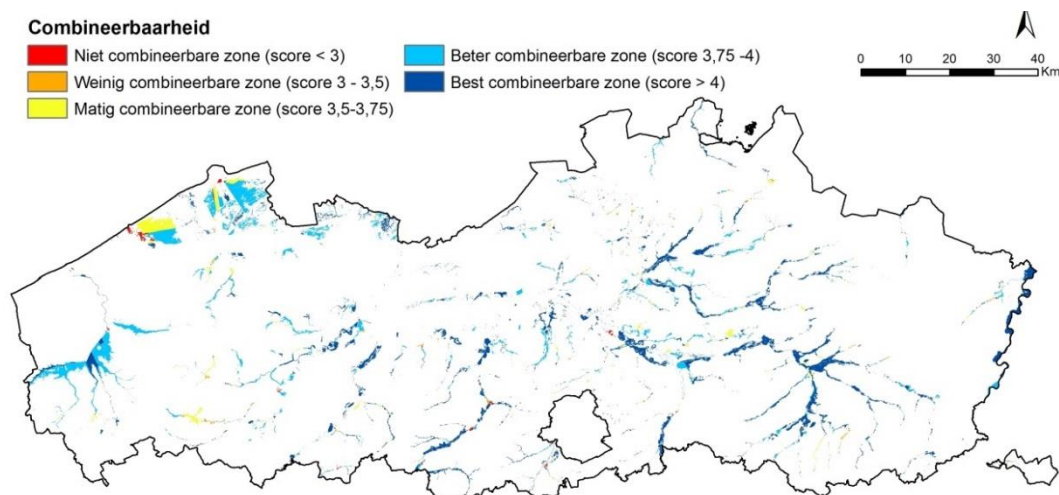 Combineerbaarheid
Niet combineerbare zone (score < 3)
Weinig combineerbare zone (score 3 - 3,5)
Matig combineerbare zone (score 3,5-3,75)
Beter combineerbare zone (score 3,75 -4)
Best combineerbare zone (score > 4)
0 10 20 30 40
Km